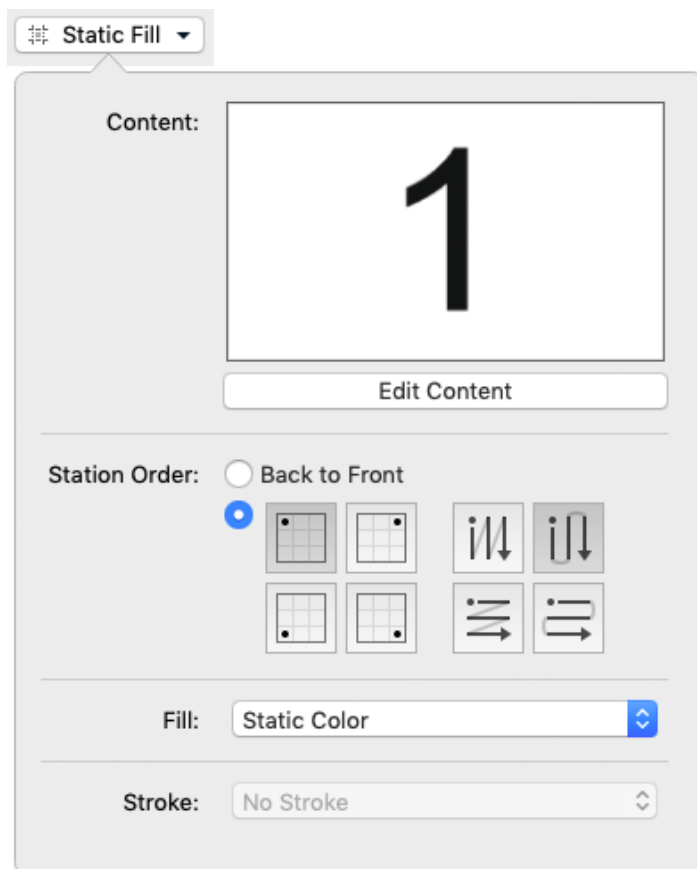 Static Fill
Content:
1
Edit Content
Station Order:
Back to Front
Fill:
Static Color
Stroke:
No Stroke